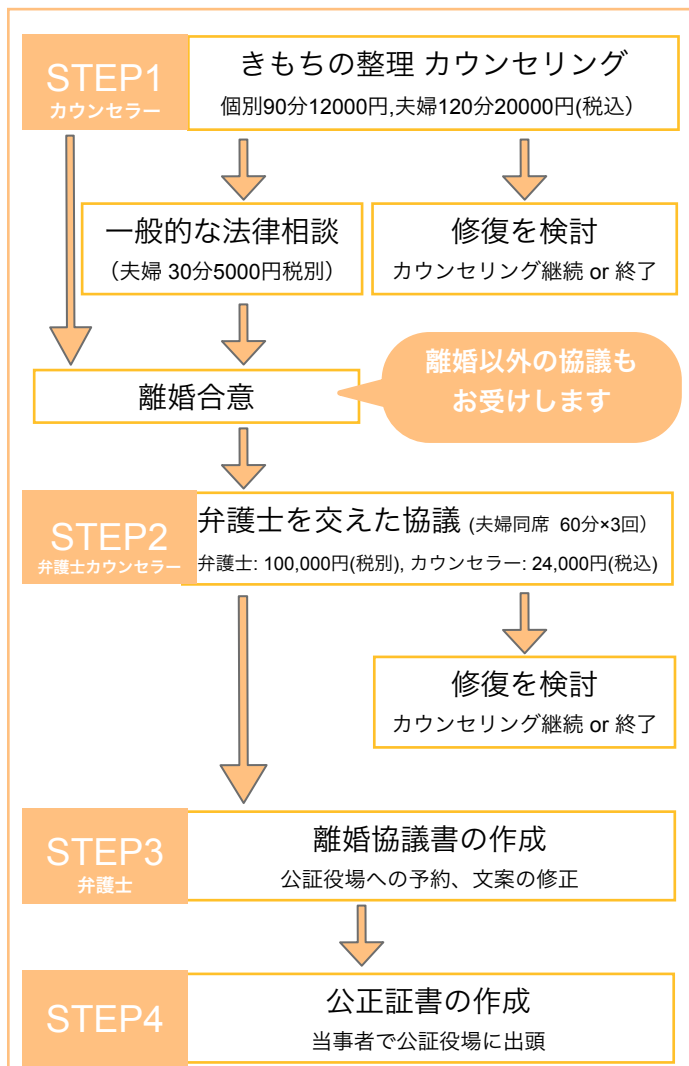 STEP1
カウンセラー
きもちの整理 カウンセリング
個別90分12000円,夫婦120分20000円(税込）
一般的な法律相談
（夫婦 30分5000円税別）
修復を検討
カウンセリング継続 or 終了
離婚以外の協議も
お受けします
離婚合意
STEP2
弁護士カウンセラー
弁護士を交えた協議 (夫婦同席 60分×3回）
弁護士: 100,000円(税別), カウンセラー: 24,000円(税込)
修復を検討
カウンセリング継続 or 終了
STEP3
弁護士
離婚協議書の作成
公証役場への予約、文案の修正
STEP4
公正証書の作成
当事者で公証役場に出頭